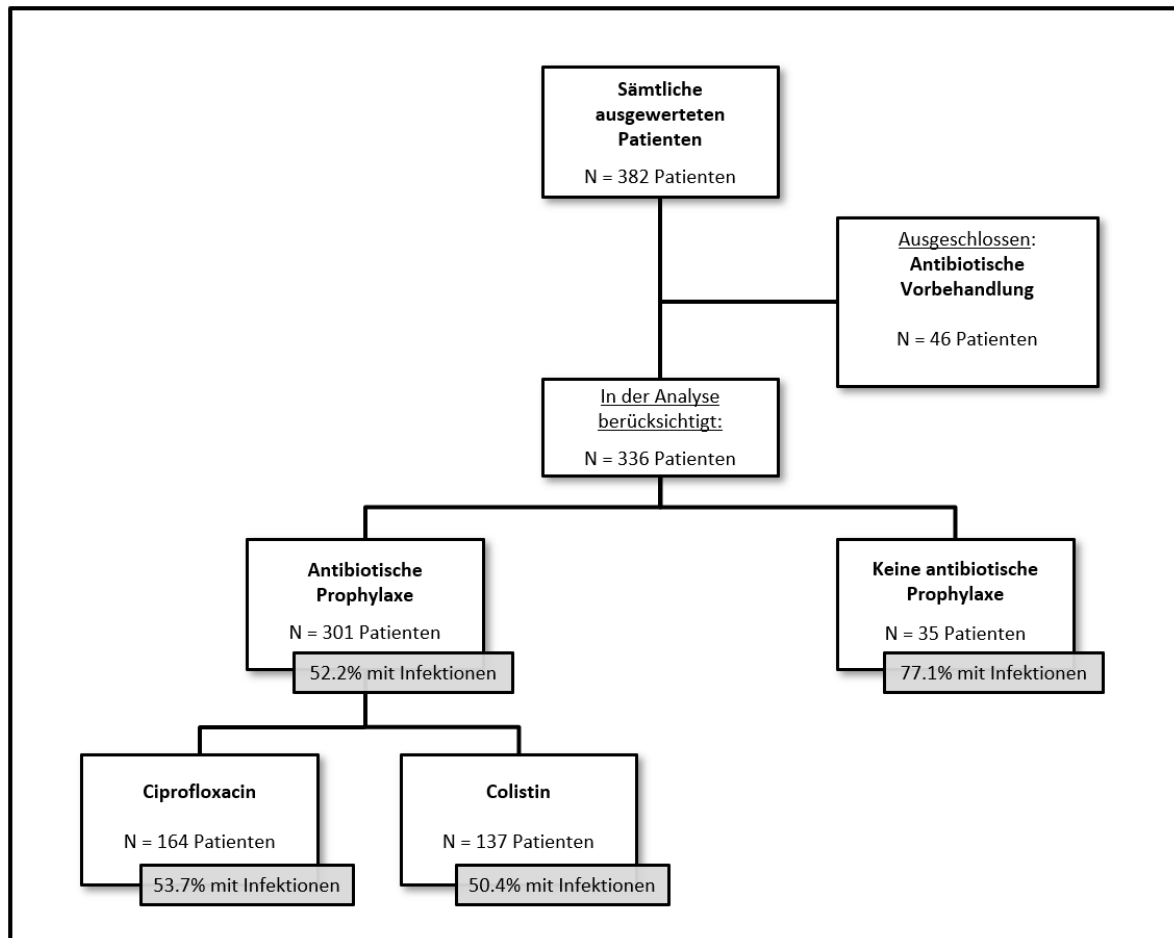 Sämtliche
ausgewerteten
Patienten
N = 382 Patienten
Ausgeschlossen:
Antibiotische
Vorbehandlung
N = 46 Patienten
In der Analyse
berücksichtigt:
N = 336 Patienten
Antibiotische
Prophylaxe
N = 301 Patienten
52.2% mit Infektionen
Keine antibiotische
Prophylaxe
N = 35 Patienten
77.1% mit Infektionen
Ciprofloxacin
N = 164 Patienten
53.7% mit Infektionen
Colistin
N = 137 Patienten
50.4% mit Infektionen